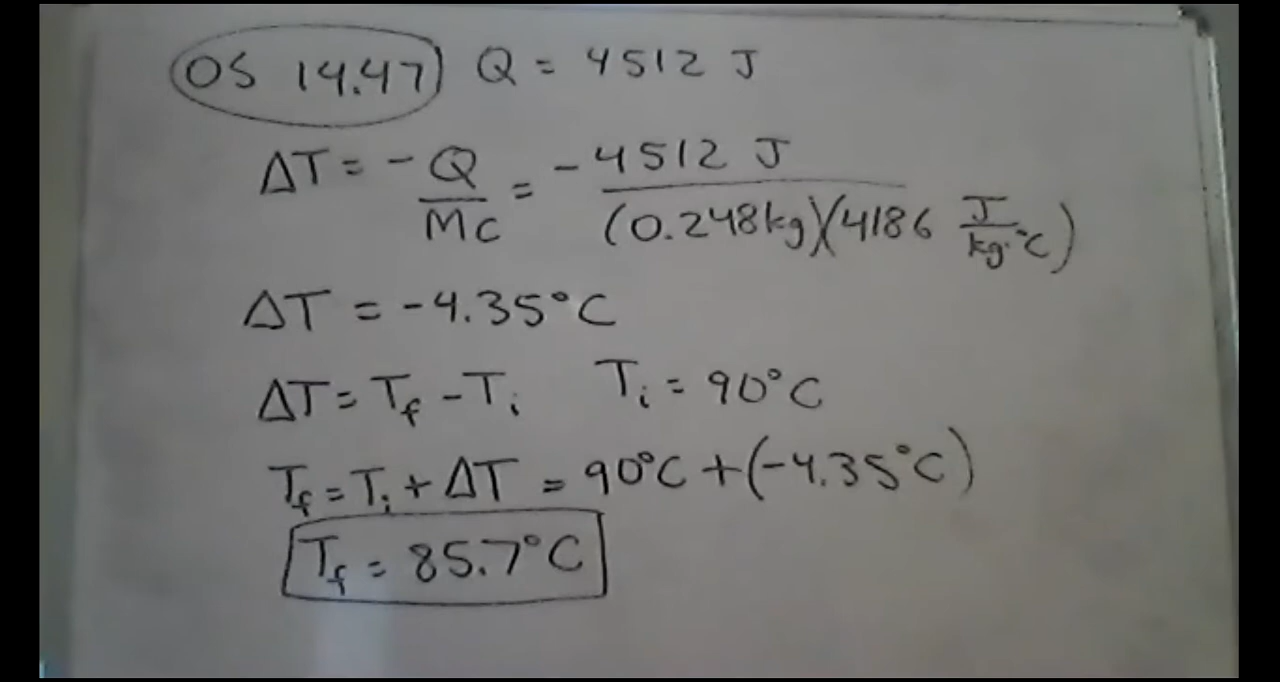 OS 14.47 Q = 4512 J
ΔT = -Q/Mc = -4512 J/(0.248kg)(4186 J/kg·°C)
ΔT = -4.35°C
ΔT = Tf - Ti Ti = 90°C
Tf = Ti + ΔT = 90°C + (-4.35°C)
Tf = 85.7°C